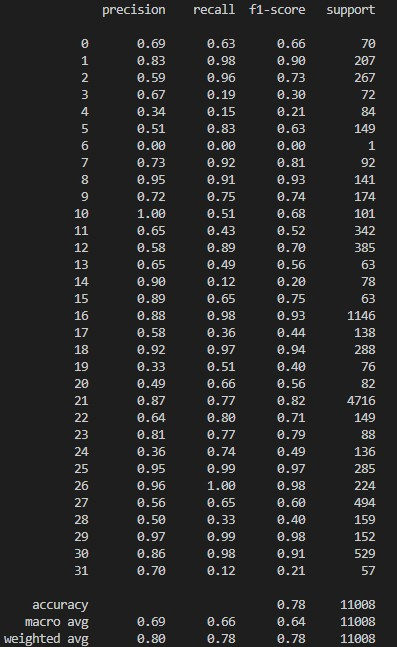 precision recall f1-score support
0 0.69 0.63 0.66 70
1 0.83 0.98 0.90 207
2 0.59 0.96 0.73 267
3 0.67 0.19 0.30 72
4 0.34 0.15 0.21 84
5 0.51 0.83 0.63 149
6 0.00 0.00 0.00 1
7 0.73 0.92 0.81 92
8 0.95 0.91 0.93 141
9 0.72 0.75 0.74 174
10 1.00 0.51 0.68 101
11 0.65 0.43 0.52 342
12 0.58 0.89 0.70 385
13 0.65 0.49 0.56 63
14 0.90 0.12 0.20 78
15 0.89 0.65 0.75 63
16 0.88 0.98 0.93 1146
17 0.58 0.36 0.44 138
18 0.92 0.97 0.94 288
19 0.33 0.51 0.40 76
20 0.49 0.66 0.56 82
21 0.87 0.77 0.82 4716
22 0.64 0.80 0.71 149
23 0.81 0.77 0.79 88
24 0.36 0.74 0.49 136
25 0.95 0.99 0.97 285
26 0.96 1.00 0.98 224
27 0.56 0.65 0.60 494
28 0.50 0.33 0.40 159
29 0.97 0.99 0.98 152
30 0.86 0.98 0.91 529
31 0.70 0.12 0.21 57
accuracy 0.78 11008
macro avg 0.69 0.66 0.64 11008
weighted avg 0.80 0.78 0.78 11008